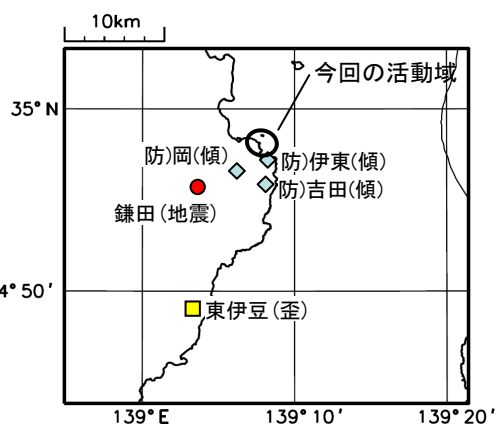 10km
今回の活動域
35°N
防)岡(傾)
防)伊東(傾)
防)吉田(傾)
鎌田(地震)
4°50'
東伊豆(歪)
139°E
139°10'
139°20'